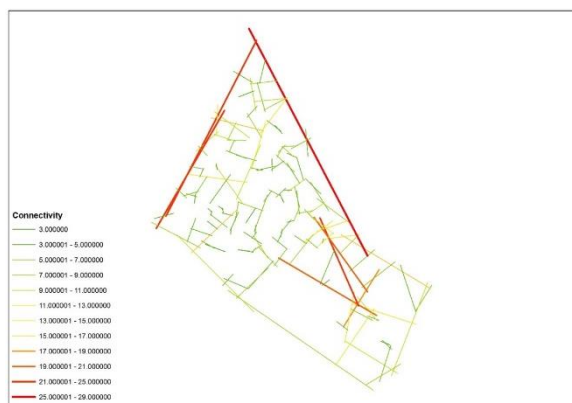 Connectivity
3.000000
3.000001 - 5.000000
5.000001 - 7.000000
7.000001 - 9.000000
9.000001 - 11.000000
11.000001 - 13.000000
13.000001 - 15.000000
15.000001 - 17.000000
17.000001 - 19.000000
19.000001 - 21.000000
21.000001 - 25.000000
25.000001 - 29.000000